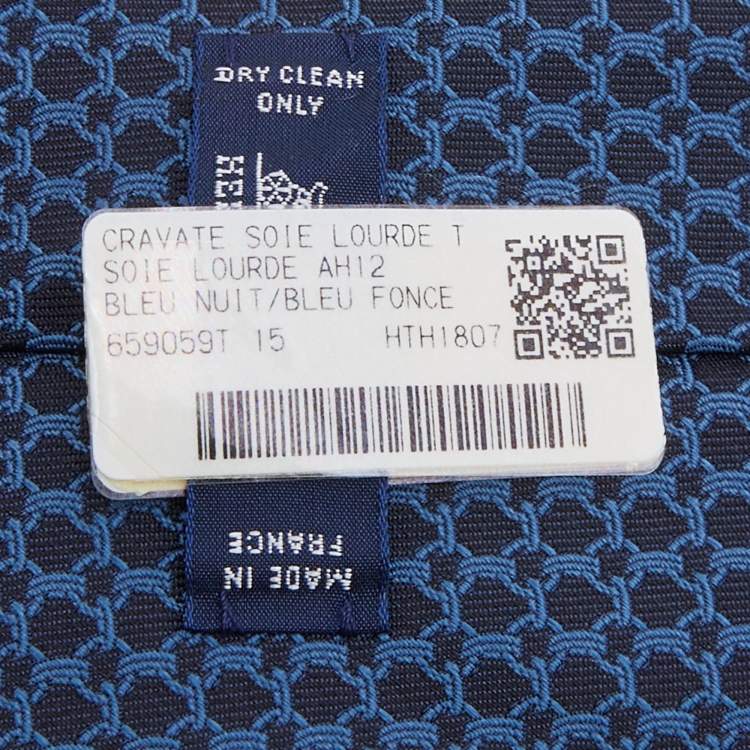 DRY CLEAN
ONLY
CRAVATE SOIE LOURDE T
SOIE LOURDE AH12
BLEU NUIT/BLEU FONCE
659059T 15 HTH1807
MADE IN
FRANCE